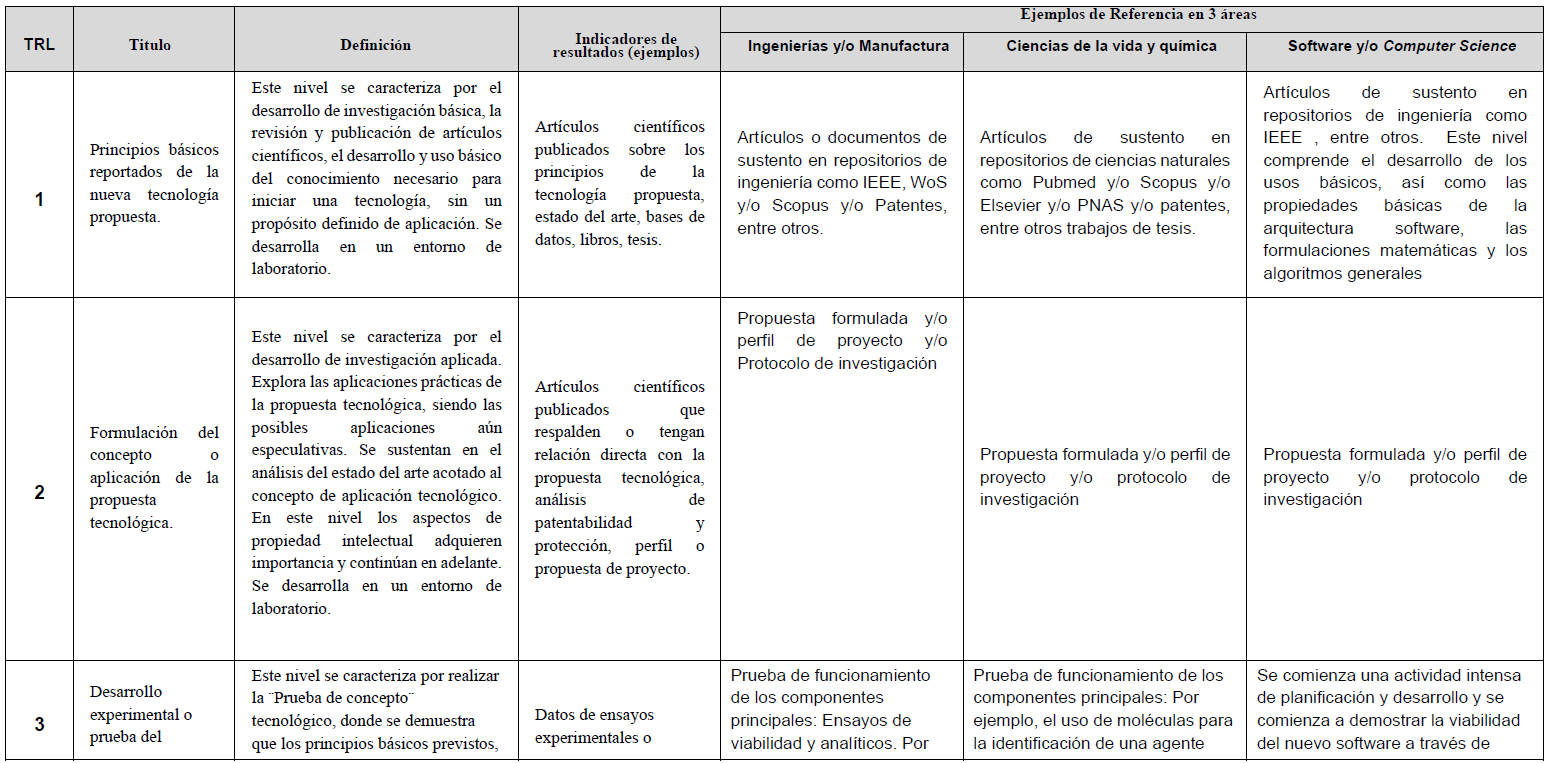 Ejemplos de Referencia en 3 áreas
TRL
Titulo
Definición
Indicadores de
resultados (ejemplos)
Ingenierías y/o Manufactura
Ciencias de la vida y química
Software y/o Computer Science
1
Principios básicos
reportados de la
nueva tecnología
propuesta.
Este nivel se caracteriza por el
desarrollo de investigación básica, la
revisión y publicación de artículos
científicos, el desarrollo y uso básico
del conocimiento necesario para
iniciar una tecnología, sin un
propósito definido de aplicación. Se
desarrolla en un entorno de
laboratorio.
Artículos científicos
publicados sobre los
principios de la
tecnología propuesta,
estado del arte, bases de
datos, libros, tesis.
Artículos o documentos de
sustento en repositorios de
ingeniería como IEEE, WoS
y/o Scopus y/o Patentes,
entre otros.
Artículos de sustento en
repositorios de ciencias naturales
como Pubmed y/o Scopus y/o
Elsevier y/o PNAS y/o patentes,
entre otros trabajos de tesis.
Artículos de sustento en
repositorios de ingeniería como
IEEE , entre otros. Este nivel
comprende el desarrollo de los
usos básicos, así como las
propiedades básicas de la
arquitectura software, las
formulaciones matemáticas y los
algoritmos generales
2
Formulación del
concepto o
aplicación de la
propuesta
tecnológica.
Este nivel se caracteriza por el
desarrollo de investigación aplicada.
Explora las aplicaciones prácticas de
la propuesta tecnológica, siendo las
posibles aplicaciones aún
especulativas. Se sustentan en el
análisis del estado del arte acotado al
concepto de aplicación tecnológico.
En este nivel los aspectos de
propiedad intelectual adquieren
importancia y continúan en adelante.
Se desarrolla en un entorno de
laboratorio.
Artículos científicos
publicados que
respalden o tengan
relación directa con la
propuesta tecnológica,
análisis de
patentabilidad y
protección, perfil o
propuesta de proyecto.
Propuesta formulada y/o
perfil de proyecto y/o
Protocolo de investigación
Propuesta formulada y/o perfil de
proyecto y/o protocolo de
investigación
Propuesta formulada y/o perfil de
proyecto y/o protocolo de
investigación
3
Desarrollo
experimental o
prueba del
Este nivel se caracteriza por realizar
la ¨Prueba de concepto¨
tecnológico, donde se demuestra
que los principios básicos previstos,
Datos de ensayos
experimentales o
Prueba de funcionamiento
de los componentes
principales: Ensayos de
viabilidad y analíticos. Por
Prueba de funcionamiento de los
componentes principales: Por
ejemplo, el uso de moléculas para
la identificación de una agente
Se comienza una actividad intensa
de planificación y desarrollo y se
comienza a demostrar la viabilidad
del nuevo software a través de